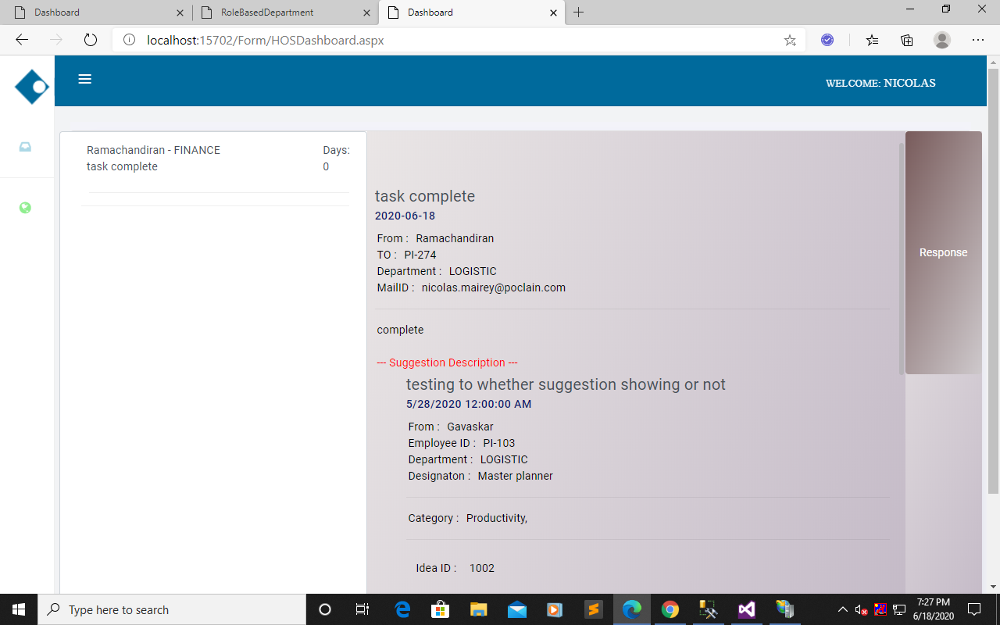 Dashboard
RoleBasedDepartment
Dashboard
localhost:15702/Form/HOSDashboard.aspx
WELCOME: NICOLAS
Ramachandiran - FINANCE
Days:
task complete
0
task complete
2020-06-18
From : Ramachandiran
TO : PI-274
Department : LOGISTIC
MailID : nicolas.mairey@poclain.com
Response
complete
--- Suggestion Description ---
testing to whether suggestion showing or not
5/28/2020 12:00:00 AM
From : Gavaskar
Employee ID : PI-103
Department : LOGISTIC
Designaton : Master planner
Category : Productivity,
Idea ID : 1002
Type here to search
7:27 PM
6/18/2020